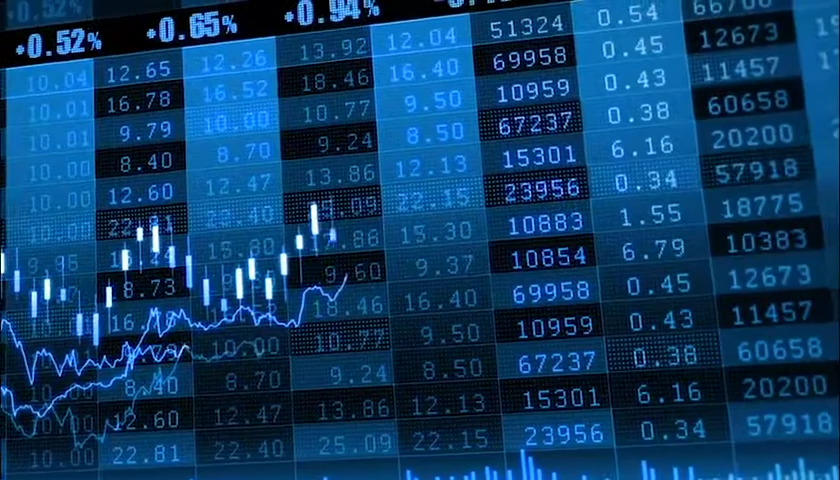 +0.52% +0.65% +0.94%
51324 0.54
10.04 12.65 12.26 13.92 12.04 69958 0.45 12673
10.01 16.78 16.52 18.46 16.40 10959 0.43 11457
10.01 9.79 10.00 10.77 9.50 67237 0.38 60658
10.00 8.40 8.70 9.24 8.50 15301 6.16 20200
10.00 12.60 12.47 13.86 12.13 23956 0.34 57918
22.40 22.15 10883 1.55 18775
15.80 15.30 10854 6.79 10383
8.73 9.60 9.37 69958 0.45 12673
18.46 16.40 10959 0.43 11457
10.00 10.77 9.50 67237 0.38 60658
8.40 8.70 9.24 8.50 15301 6.16 20200
12.60 12.47 13.86 12.13 23956 0.34 57918
10.00 22.81 22.40 25.09 22.15